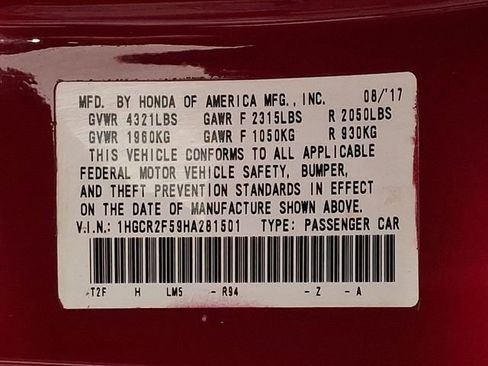 MFD. BY HONDA OF AMERICA MFG., INC. 08/'17
GVWR 4321LBS GAWR F 2315LBS R 2050LBS
GVWR 1960KG GAWR F 1050KG R 930KG
THIS VEHICLE CONFORMS TO ALL APPLICABLE
FEDERAL MOTOR VEHICLE SAFETY, BUMPER,
AND THEFT PREVENTION STANDARDS IN EFFECT
ON THE DATE OF MANUFACTURE SHOWN ABOVE.
V.I.N.: 1HGCR2F59HA281501 TYPE: PASSENGER CAR
T2F H LM5 - R94 - Z - A